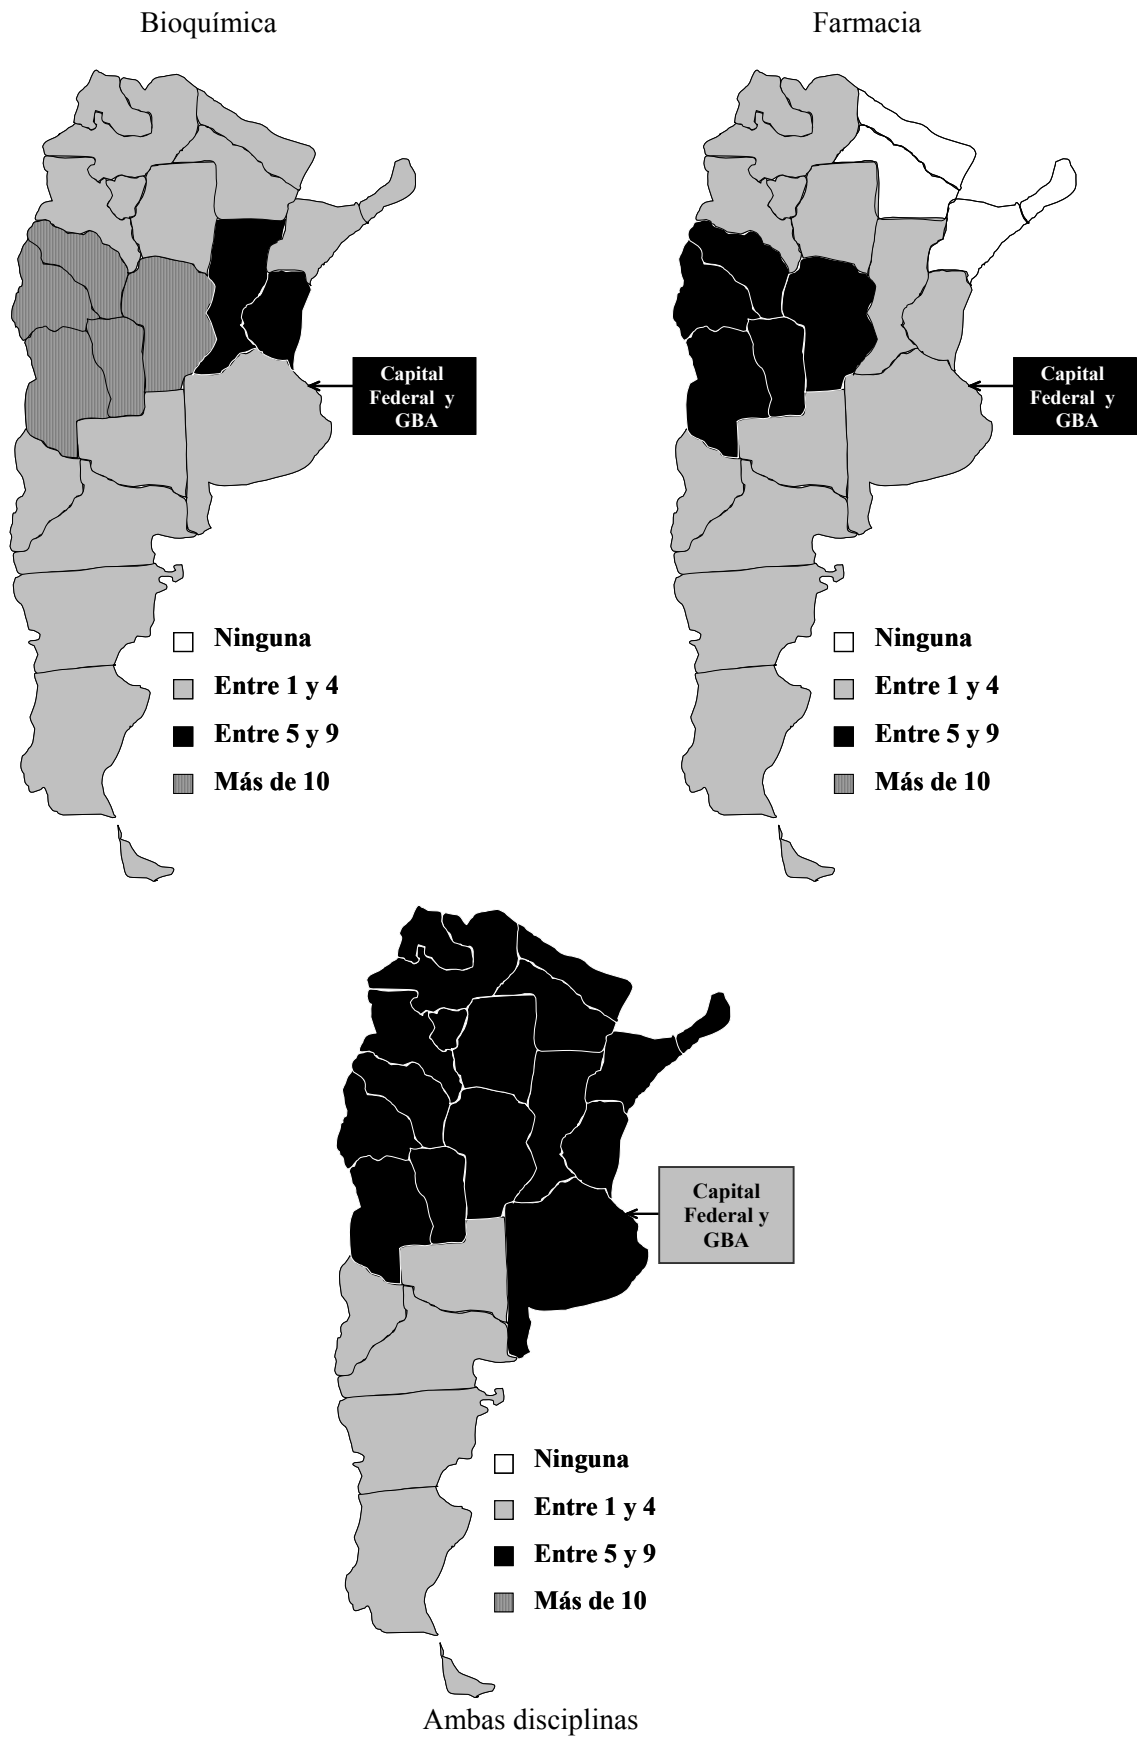 Bioquímica
Farmacia
Capital
Federal y
GBA
Capital
Federal y
GBA
Ninguna
Entre 1 y 4
Entre 5 y 9
Más de 10
Ninguna
Entre 1 y 4
Entre 5 y 9
Más de 10
Capital
Federal y
GBA
Ninguna
Entre 1 y 4
Entre 5 y 9
Más de 10
Ambas disciplinas